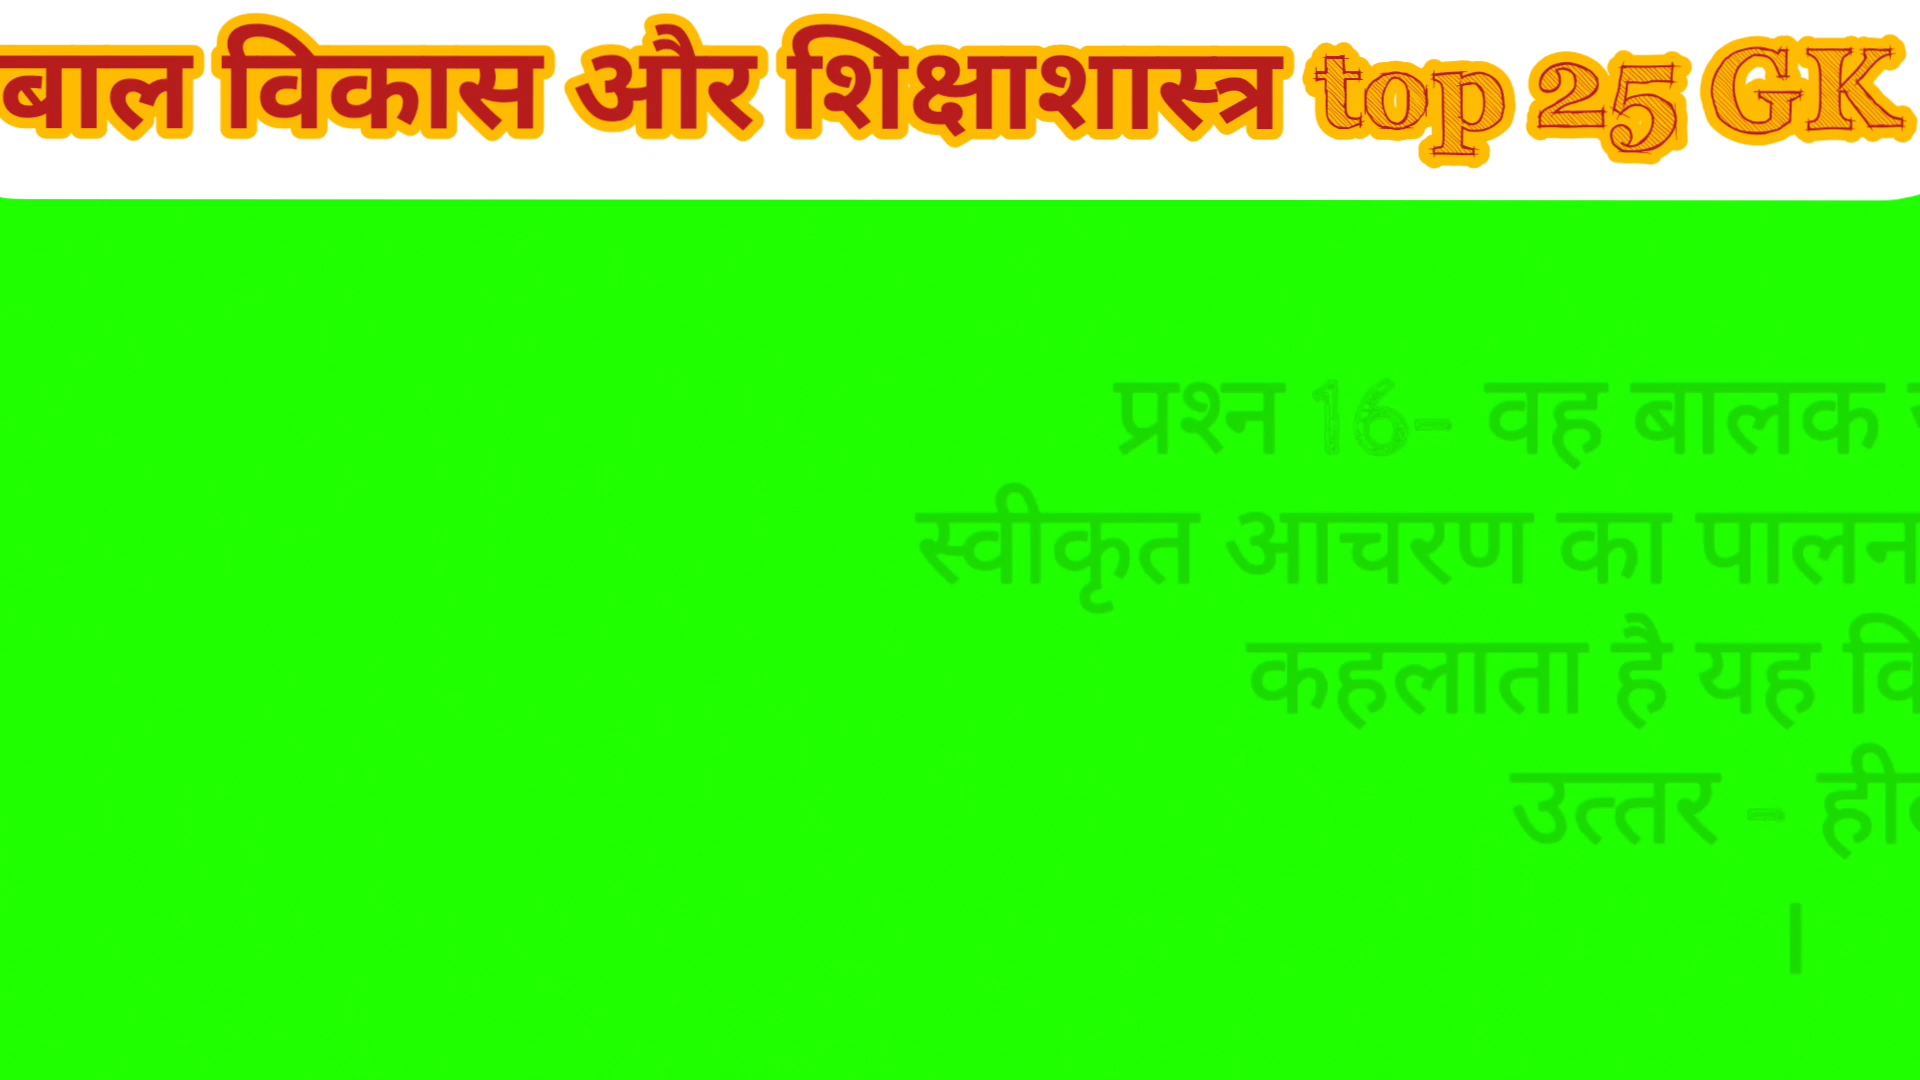 बाल विकास और शिक्षाशास्त्र top 25 GK
प्रश्न 16- वह बालक
स्वीकृत आचरण का पालन
कहलाता है यह
उत्तर -
।